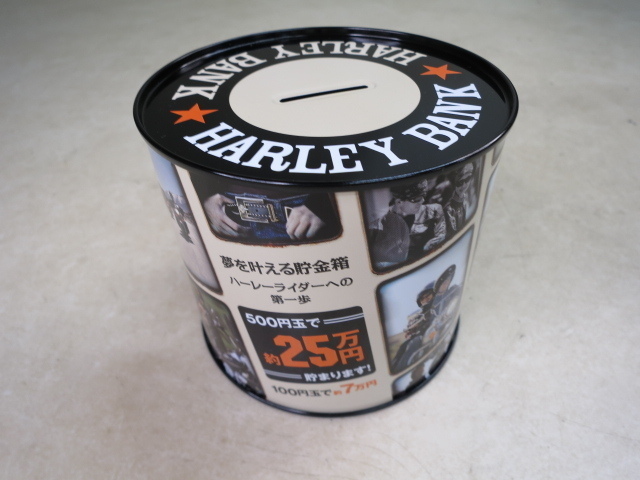 HARLEY BANK
HARLEY BANK
夢を叶える貯金箱
ハーレーライダーへの
第一歩
500円玉で
約25万円
貯まります!
100円玉で約7万円